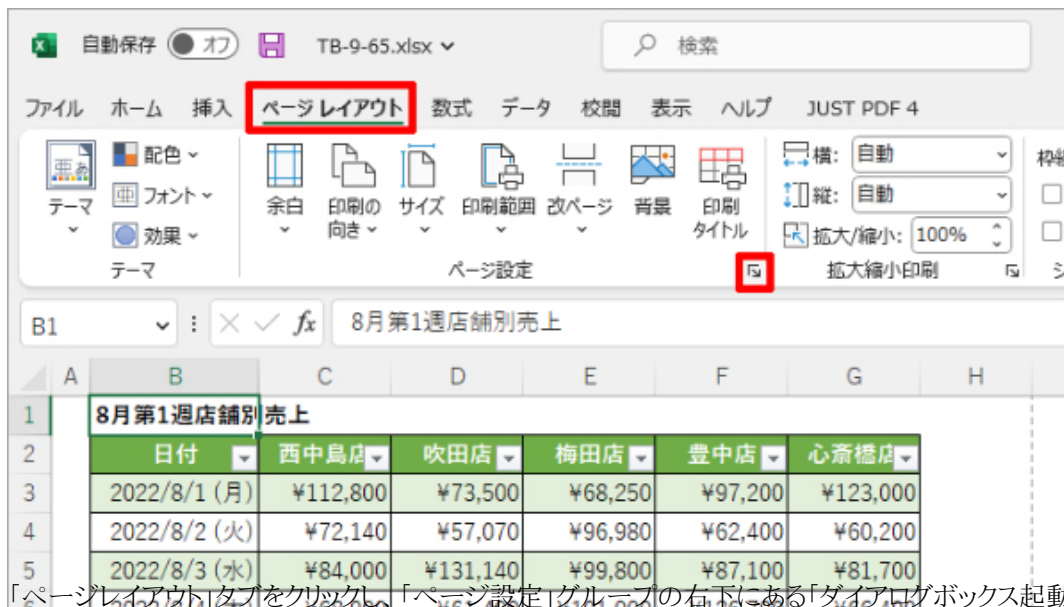 自動保存 オフ TB-9-65.xlsx 検索
ファイル ホーム 挿入 ページ レイアウト 数式 データ 校閲 表示 ヘルプ JUST PDF 4
亜あ 配色 余白 印刷の向き サイズ 印刷範囲 改ページ 背景 印刷タイトル 横: 自動
テーマ 亜 フォント 縦: 自動
効果 拡大/縮小: 100%
テーマ ページ設定 拡大縮小印刷
B1 fx 8月第1週店舗別売上
A B C D E F G H
1 8月第1週店舗別売上
2 日付 西中島店 吹田店 梅田店 豊中店 心斎橋店
3 2022/8/1 (月) ¥112,800 ¥73,500 ¥68,250 ¥97,200 ¥123,000
4 2022/8/2 (火) ¥72,140 ¥57,070 ¥96,980 ¥62,400 ¥60,200
5 2022/8/3 (水) ¥84,000 ¥131,140 ¥99,800 ¥87,100 ¥81,700
「ページレイアウト」タブをクリックし、「ページ設定」グループの右下にある「ダイアログボックス起動